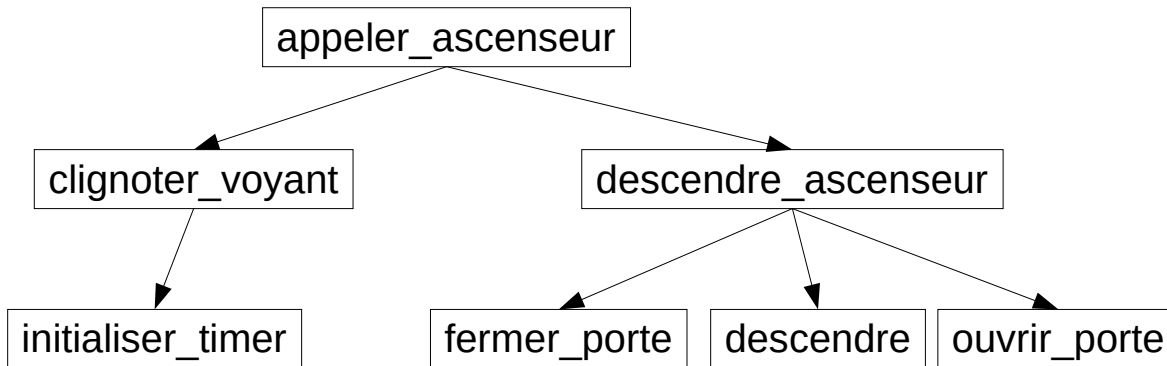 appeler_ascenseur
clignoter_voyant
descendre_ascenseur
initialiser_timer
fermer_porte
descendre
ouvrir_porte